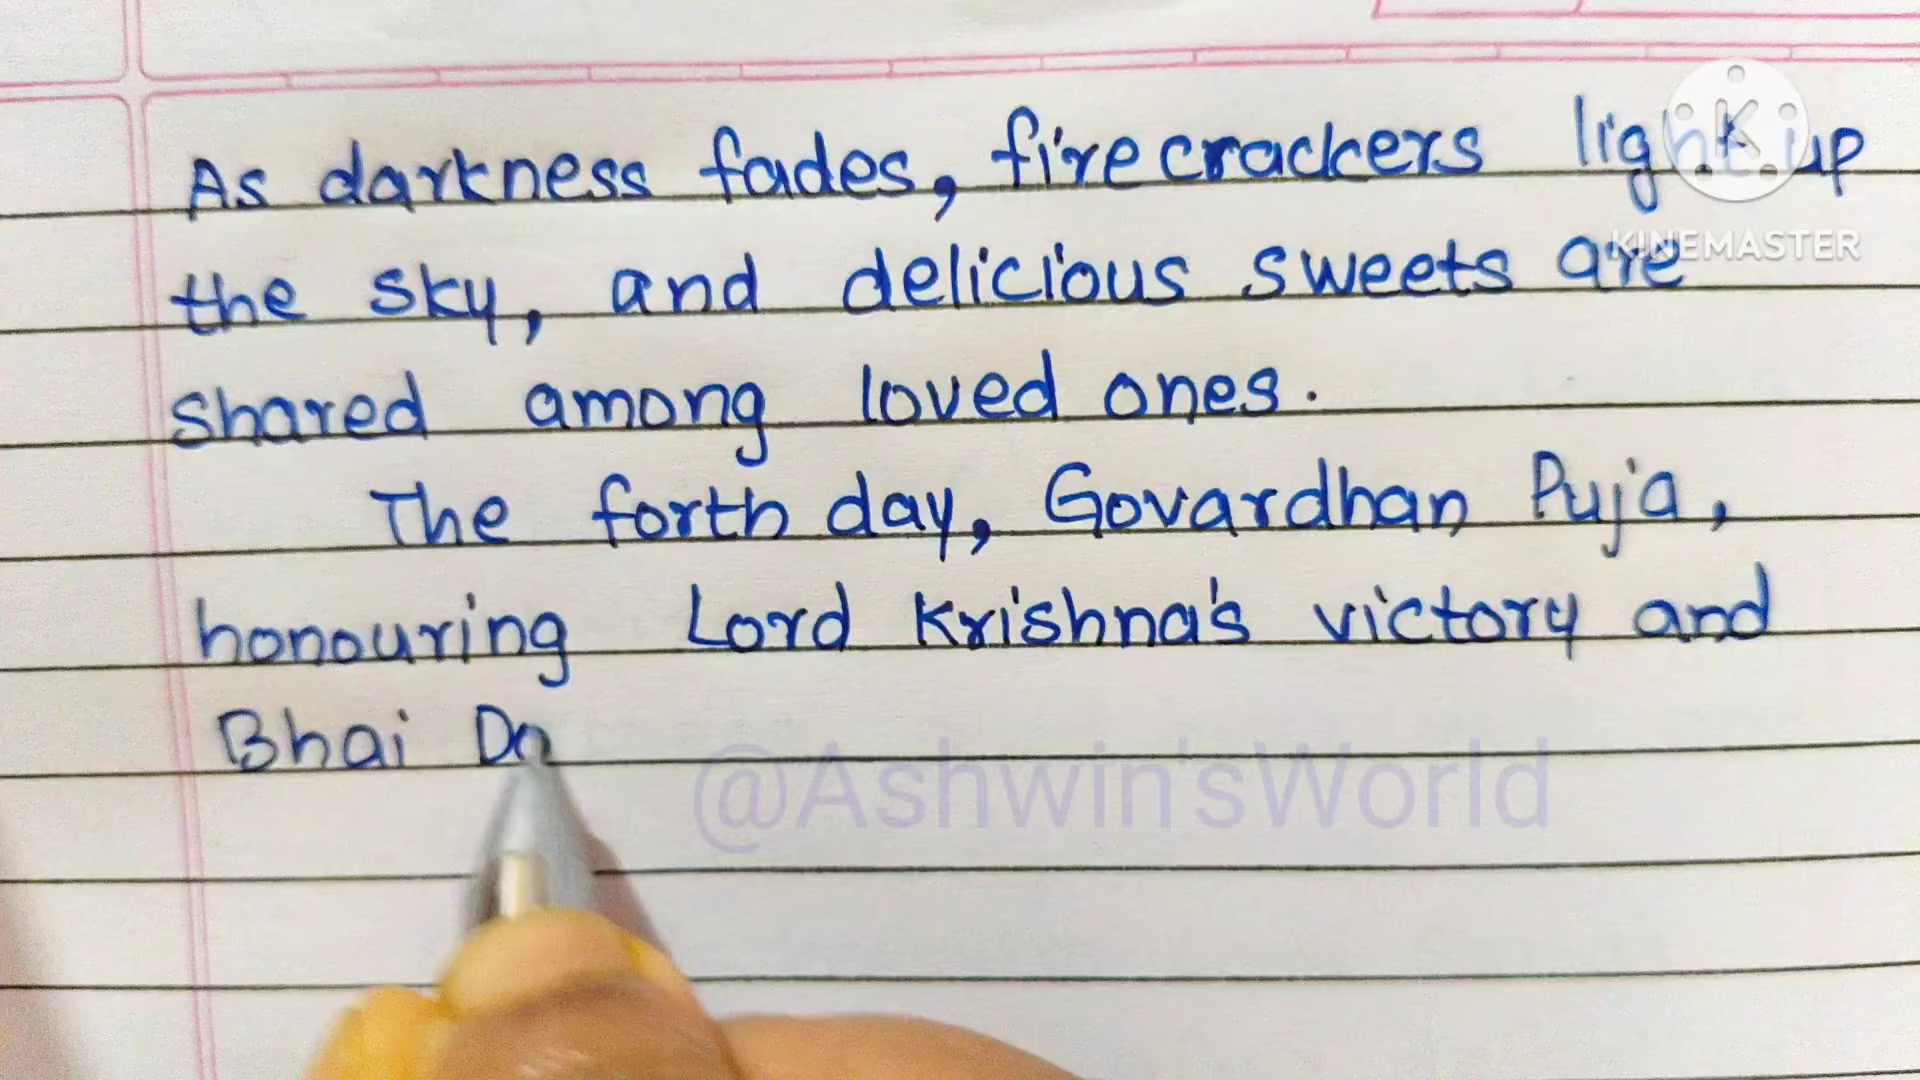 As darkness fades, firecrackers light up
the sky, and delicious sweets are
KINEMASTER
shared among loved ones.
The forth day, Govardhan Puja,
honouring Lord Krishna's victory and
Bhai
@Ashwin'sWorld